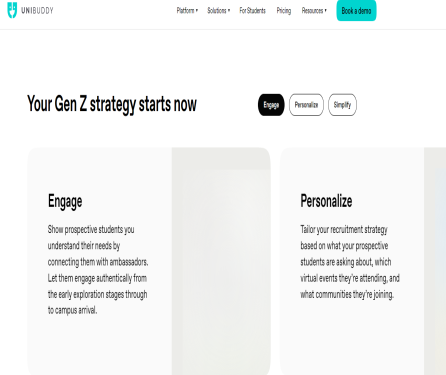 UNIBUDDY
Platform
Solutions
For Students
Pricing
Resources
Book a demo
Your Gen Z strategy starts now
Engage
Personalize
Simplify
Engage
Show prospective students you
understand their needs by
connecting them with ambassadors.
Let them engage authentically from
the early exploration stages through
to campus arrival.
Personalize
Tailor your recruitment strategy
based on what your prospective
students are asking about, which
virtual events they're attending, and
what communities they're joining.